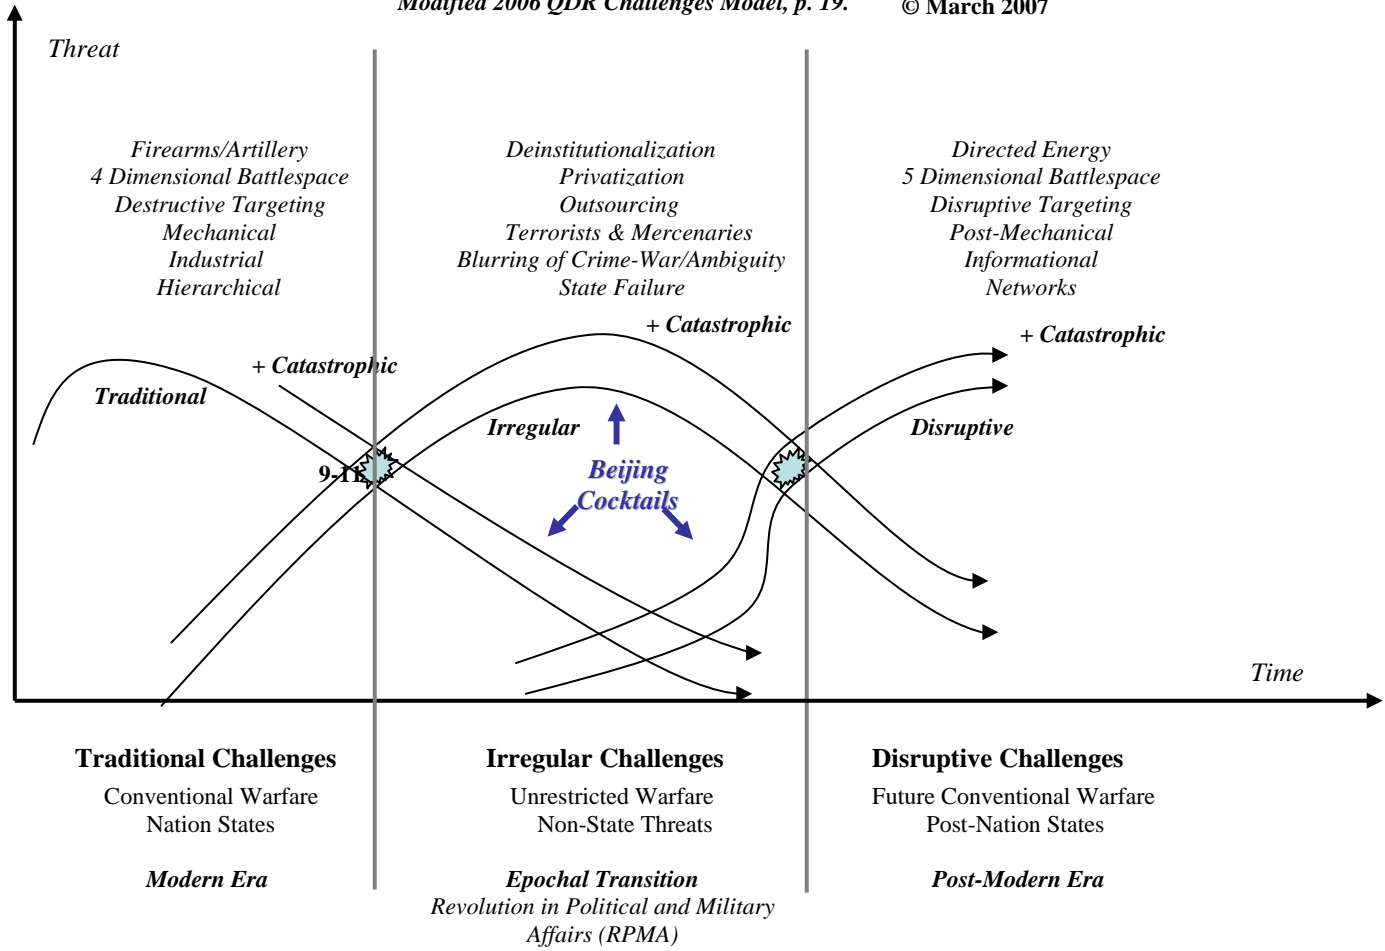 Modified 2006 QDR Challenges Model, p. 19.
© March 2007
Threat
Firearms/Artillery
4 Dimensional Battlespace
Destructive Targeting
Mechanical
Industrial
Hierarchical
Deinstitutionalization
Privatization
Outsourcing
Terrorists & Mercenaries
Blurring of Crime-War/Ambiguity
State Failure
Directed Energy
5 Dimensional Battlespace
Disruptive Targeting
Post-Mechanical
Informational
Networks
+ Catastrophic
+ Catastrophic
+ Catastrophic
Traditional
Irregular
Disruptive
9-11
Beijing
Cocktails
Time
Traditional Challenges
Conventional Warfare
Nation States
Modern Era
Irregular Challenges
Unrestricted Warfare
Non-State Threats
Epochal Transition
Revolution in Political and Military
Affairs (RPMA)
Disruptive Challenges
Future Conventional Warfare
Post-Nation States
Post-Modern Era